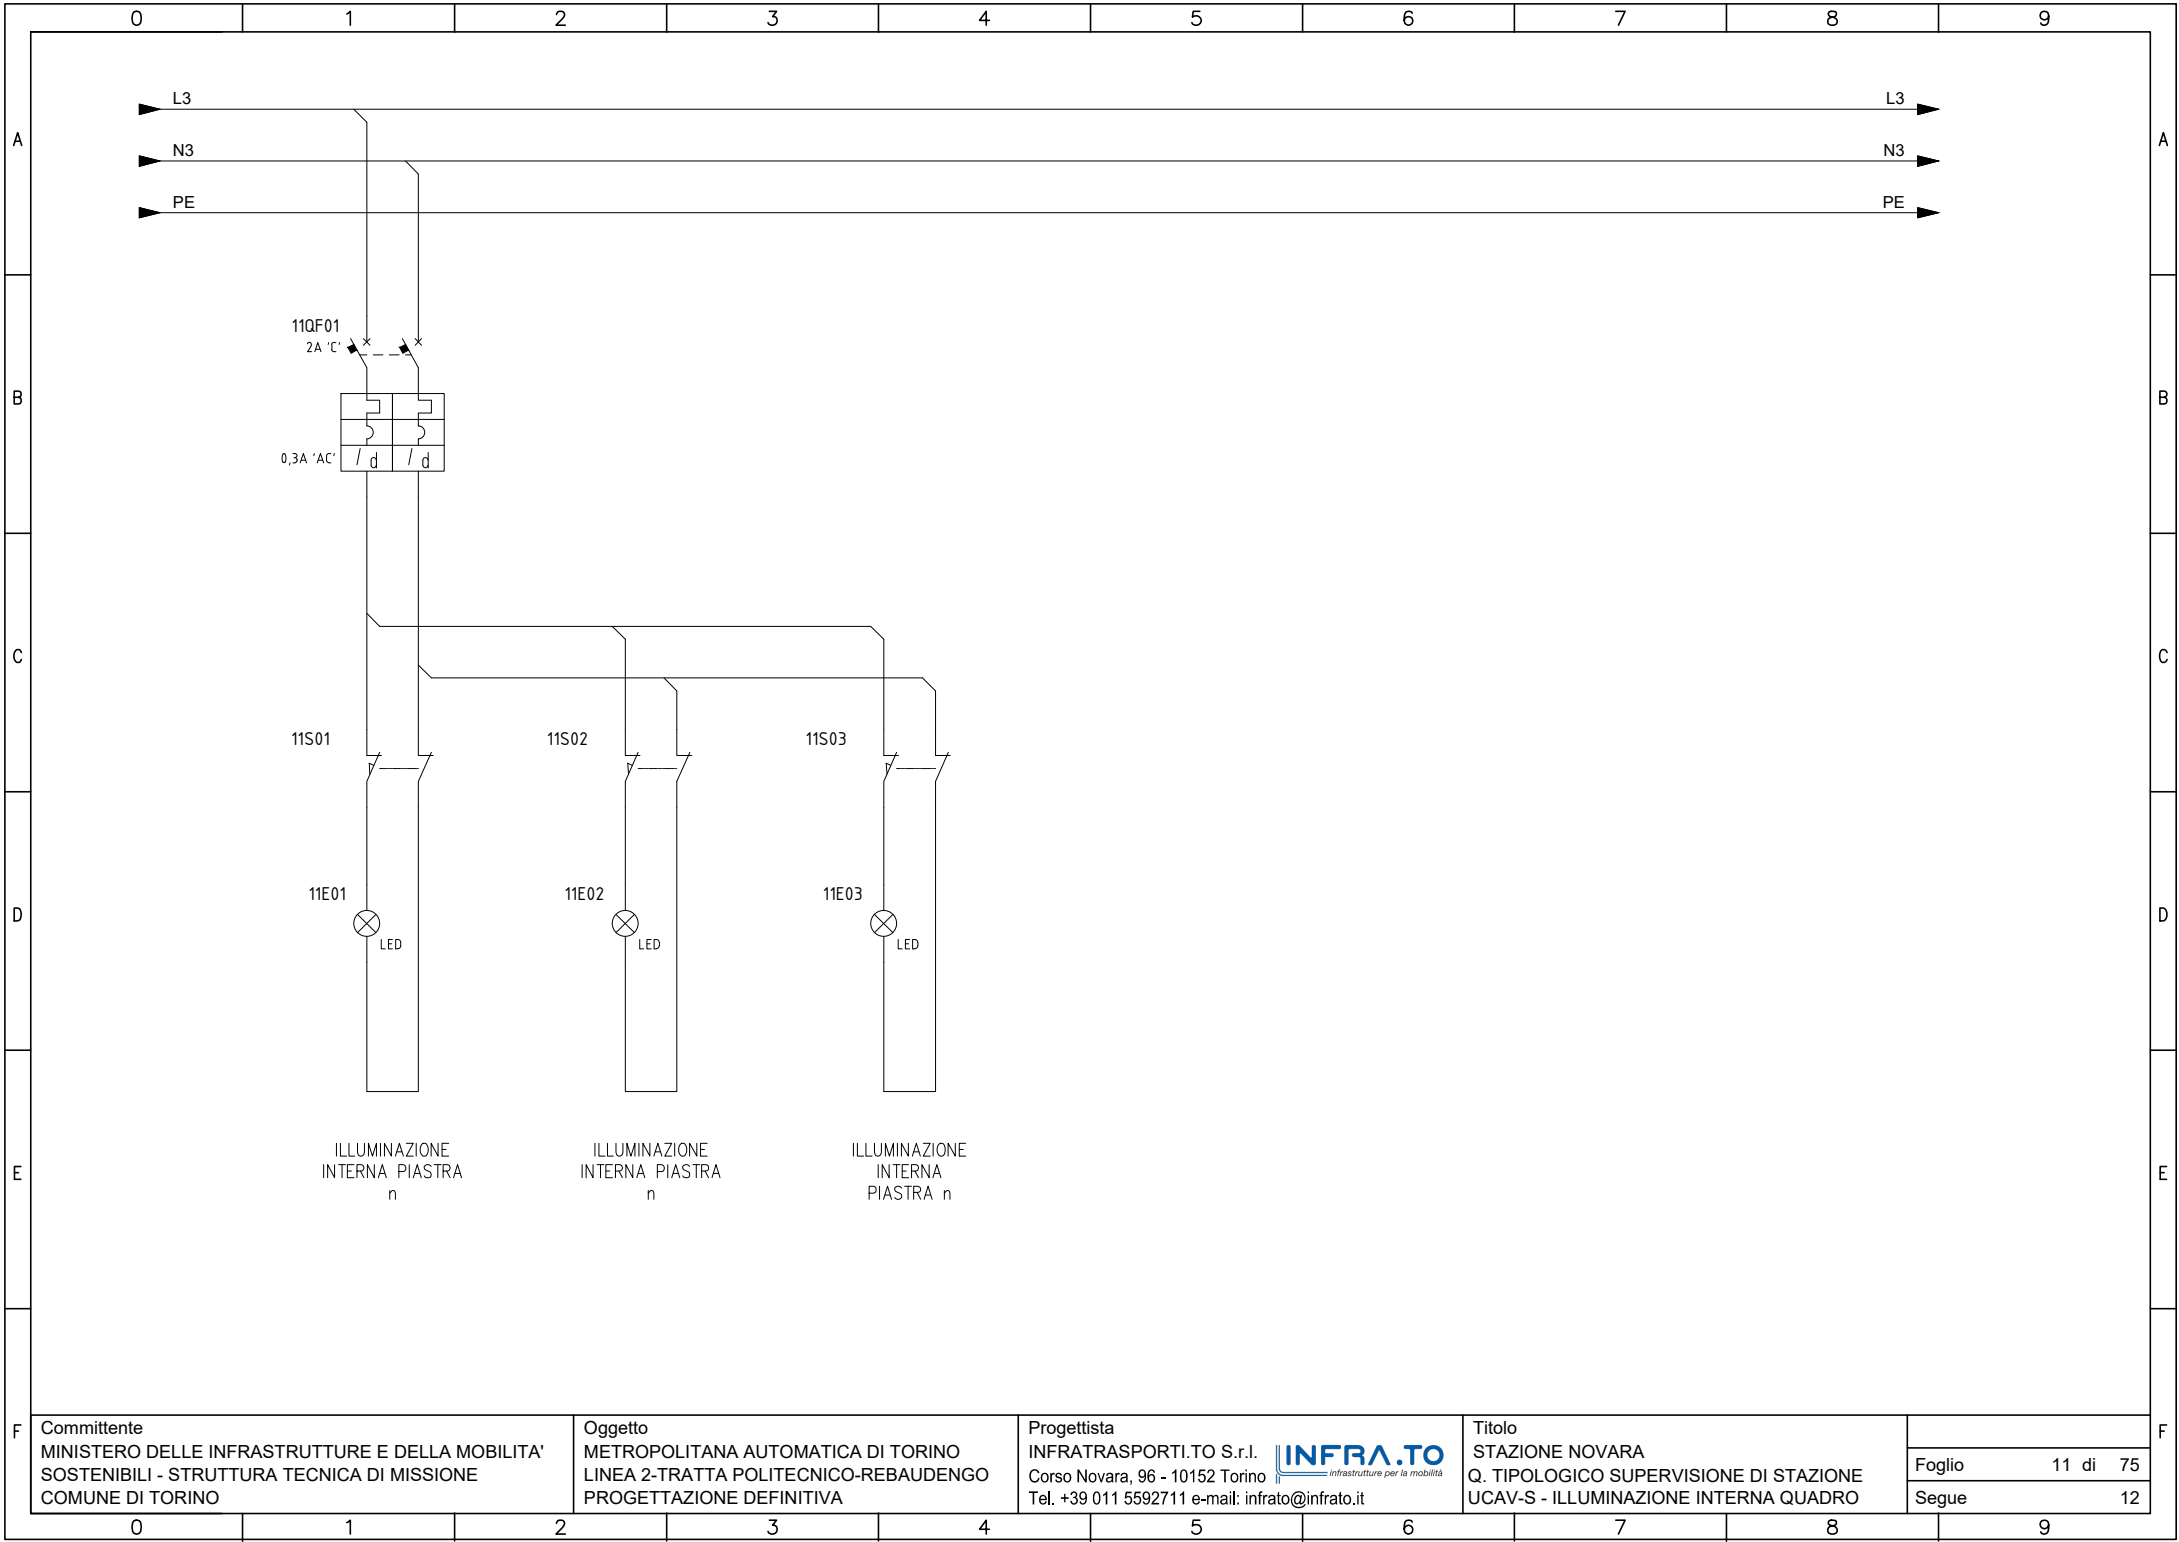 0 1 2 3 4 5 6 7 8 9
L3 L3
A A
N3 N3
PE PE
11QF01
2A 'C'
B B
0,3A 'AC' / d / d
C C
11S01 11S02 11S03
11E01 11E02 11E03
D D
LED LED LED
ILLUMINAZIONE
INTERNA PIASTRA
n
ILLUMINAZIONE
INTERNA PIASTRA
n
ILLUMINAZIONE
INTERNA
PIASTRA n
E E
F F
Committente
MINISTERO DELLE INFRASTRUTTURE E DELLA MOBILITA'
SOSTENIBILI - STRUTTURA TECNICA DI MISSIONE
COMUNE DI TORINO
Oggetto
METROPOLITANA AUTOMATICA DI TORINO
LINEA 2-TRATTA POLITECNICO-REBAUDENGO
PROGETTAZIONE DEFINITIVA
Progettista
INFRATRASPORTI.TO S.r.l.
Corso Novara, 96 - 10152 Torino
Tel. +39 011 5592711 e-mail: infrato@infrato.it
INFRA.TO
infrastrutture per la mobilità
Titolo
STAZIONE NOVARA
Q. TIPOLOGICO SUPERVISIONE DI STAZIONE
UCAV-S - ILLUMINAZIONE INTERNA QUADRO
Foglio 11 di 75
Segue 12
0 1 2 3 4 5 6 7 8 9